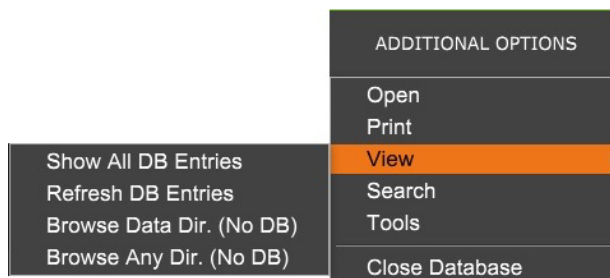 ADDITIONAL OPTIONS
Open
Print
View
Search
Tools
Close Database
Show All DB Entries
Refresh DB Entries
Browse Data Dir. (No DB)
Browse Any Dir. (No DB)